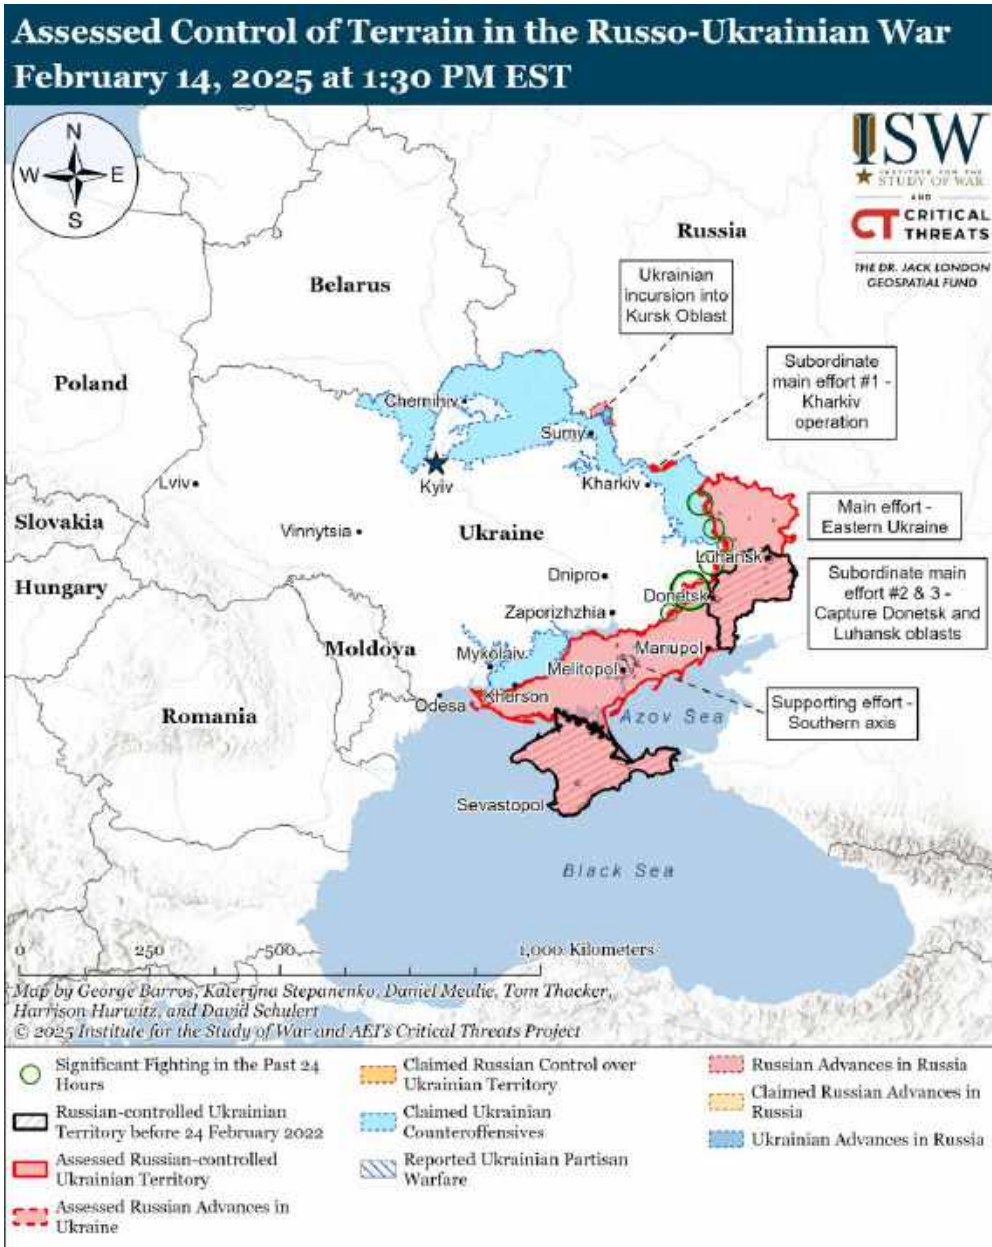 Assessed Control of Terrain in the Russo-Ukrainian War
February 14, 2025 at 1:30 PM EST
N
W
E
S
ISW
INSTITUTE FOR THE
STUDY OF WAR
AND
CT CRITICAL
THREATS
THE DR. JACK LONDON
GEOSPATIAL FUND
Russia
Ukrainian
incursion into
Kursk Oblast
Belarus
Subordinate
main effort #1 -
Kharkiv
operation
Poland
Chernihiv
Sumy
Kyiv
Lviv
Kharkiv
Slovakia
Vinnytsia
Ukraine
Main effort -
Eastern Ukraine
Luhansk
Hungary
Dnipro
Donetsk
Subordinate main
effort #2 & 3 -
Capture Donetsk and
Luhansk oblasts
Zaporizhzhia
Moldova
Mykolaiv
Mariupol
Melitopol
Kherson
Odesa
Romania
Azov Sea
Supporting effort -
Southern axis
Sevastopol
Black Sea
0
250
500
1,000 Kilometers
Map by George Barros, Kateryna Stepanenko, Daniel Mealie, Tom Thacker,
Harrison Hurwitz, and David Schulert
© 2025 Institute for the Study of War and AEI's Critical Threats Project
Significant Fighting in the Past 24
Hours
Russian-controlled Ukrainian
Territory before 24 February 2022
Assessed Russian-controlled
Ukrainian Territory
Assessed Russian Advances in
Ukraine
Claimed Russian Control over
Ukrainian Territory
Claimed Ukrainian
Counteroffensives
Reported Ukrainian Partisan
Warfare
Russian Advances in Russia
Claimed Russian Advances in
Russia
Ukrainian Advances in Russia